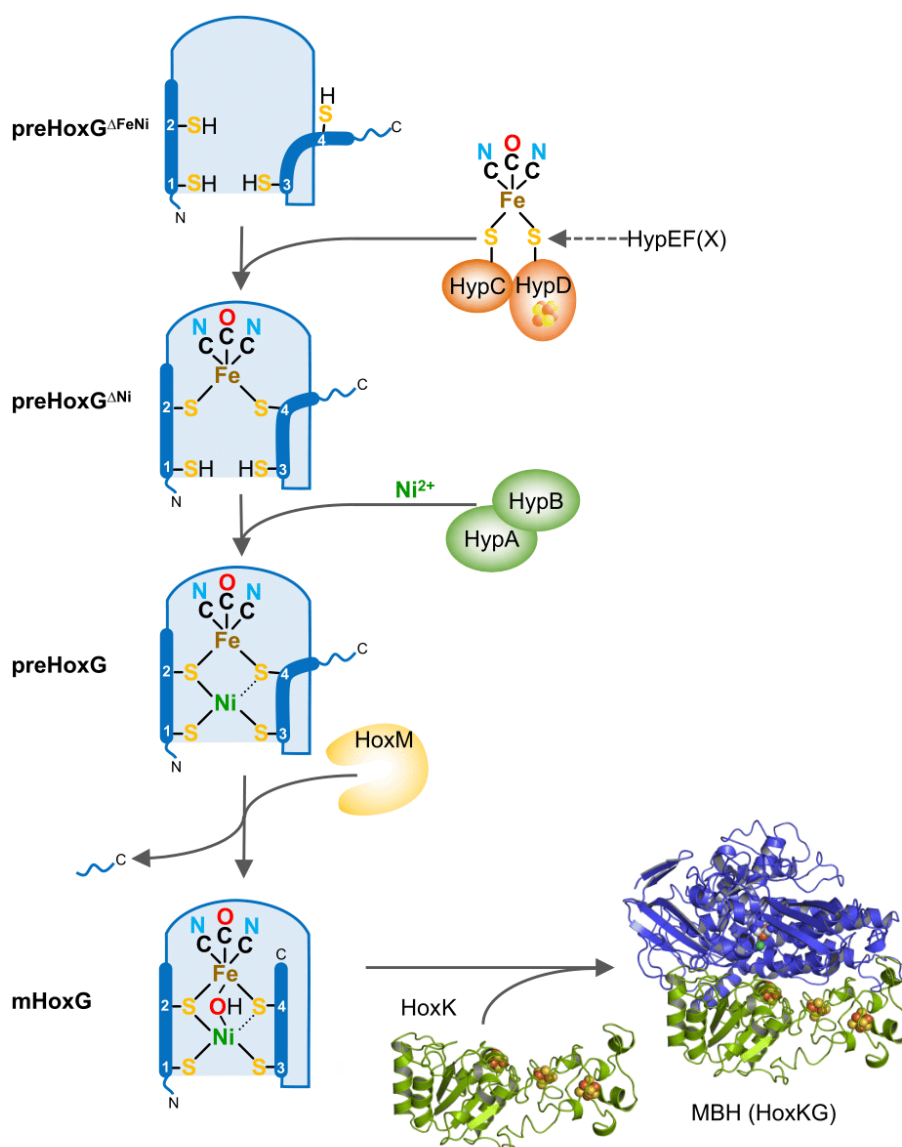 preHoxG^ΔFeNi
2 SH
1 SH
N
H
S
4
C
HS 3
N O N
C C C
Fe
S S
HypC HypD
HypEF(X)
preHoxG^ΔNi
N O N
C C C
Fe
2 S S 4
C
1 SH HS 3
N
Ni²⁺
HypB
HypA
preHoxG
N O N
C C C
Fe
2 S S 4
C
Ni
1 S S 3
N
HoxM
C
mHoxG
N O N
C C C
C
Fe
2 S OH S 4
Ni
1 S S 3
N
HoxK
MBH (HoxKG)